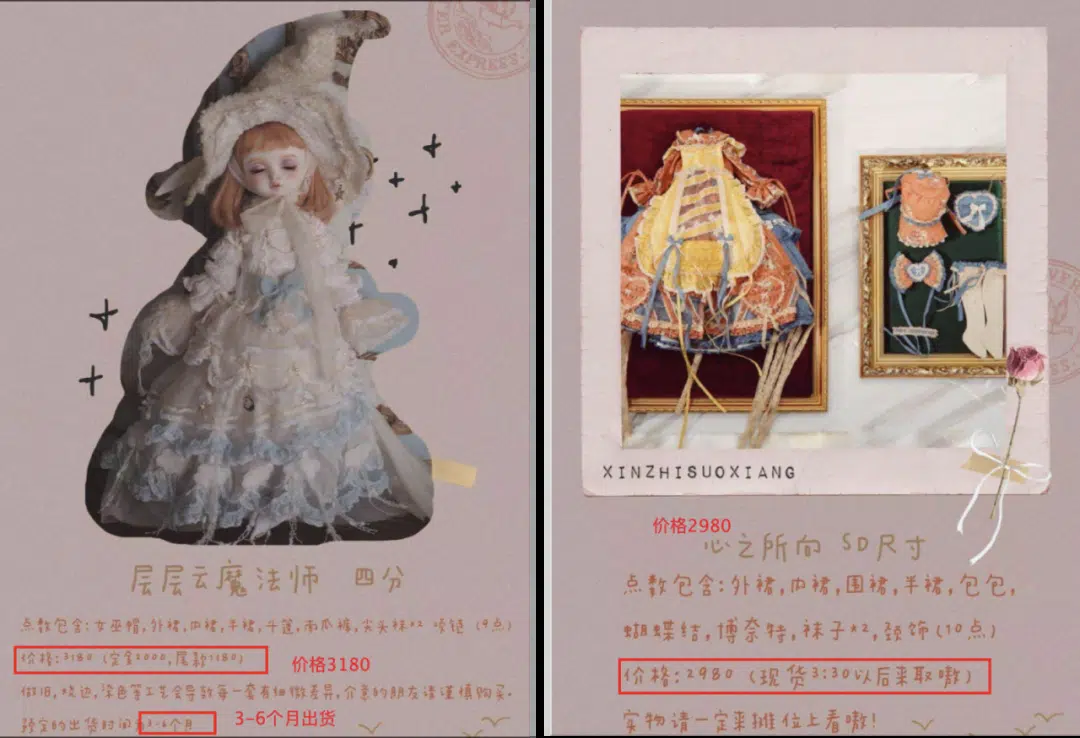 层层云魔法师 四分
点数包含:女巫帽,外裙,内裙,半裙,斗篷,南瓜裤,尖头袜*2 项链 (9点)
价格:3180 (定金2000,尾款1180)
价格3180
做旧,烧边,染色等工艺会导致每一套有细微差异,介意的朋友请谨慎购买.
预定的出货时间为3-6个月
3-6个月出货
EXPRESS
XINZHISUOXIANG
价格2980
心之所向 SD尺寸
点数包含:外裙,内裙,围裙,半裙,包包,
蝴蝶结,博奈特,袜子*2,颈饰(10点)
价格:2980 (现货3:30以后来取嗷)
实物请一定来摊位上看嗷!